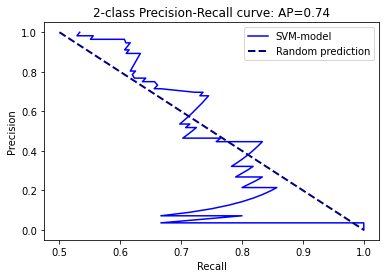 2-class Precision-Recall curve: AP=0.74
SVM-model
Random prediction
Precision
1.0
0.8
0.6
0.4
0.2
0.0
0.5 0.6 0.7 0.8 0.9 1.0
Recall